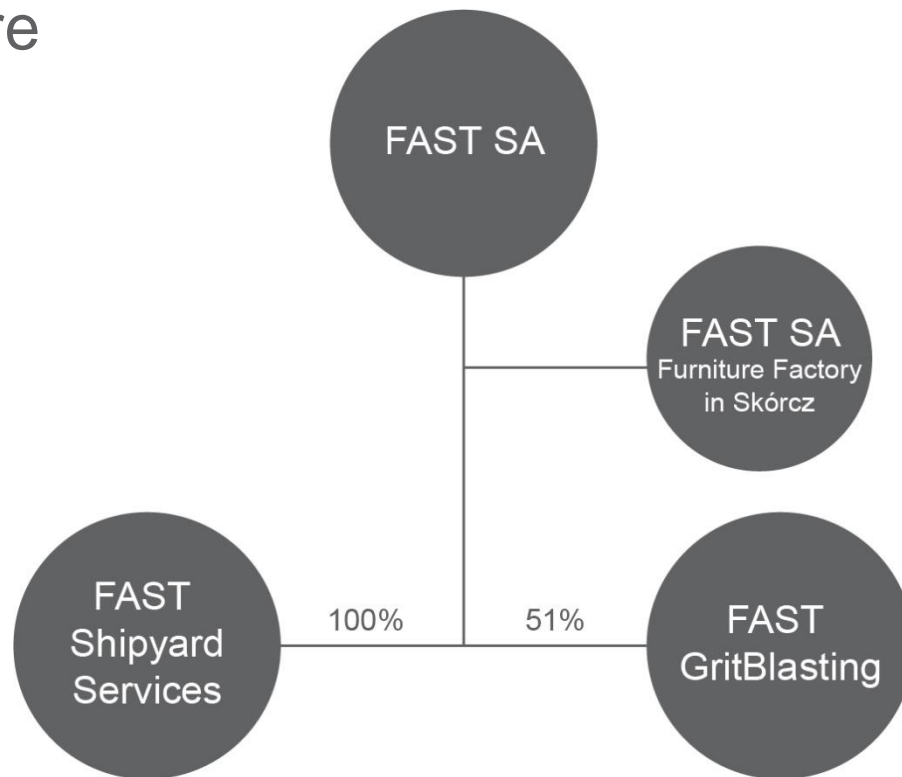 re
FAST SA
FAST SA
Furniture Factory
in Skórcz
FAST
Shipyard
Services
100%
51%
FAST
GritBlasting